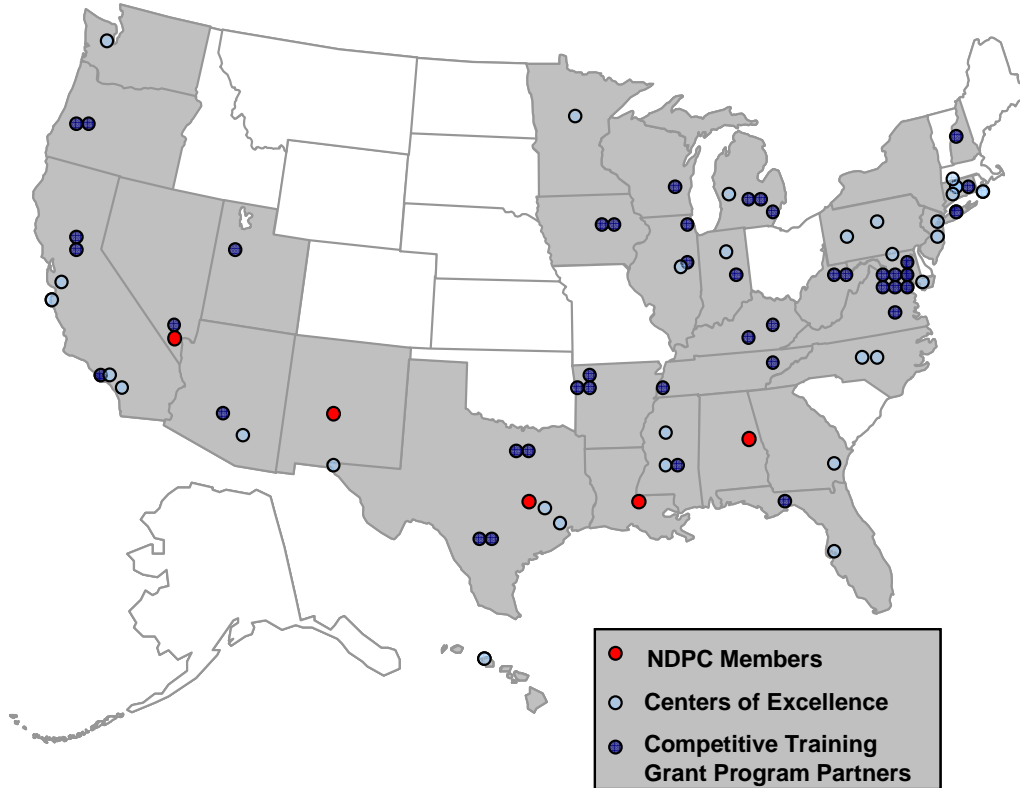 NDPC Members
Centers of Excellence
Competitive Training
Grant Program Partners